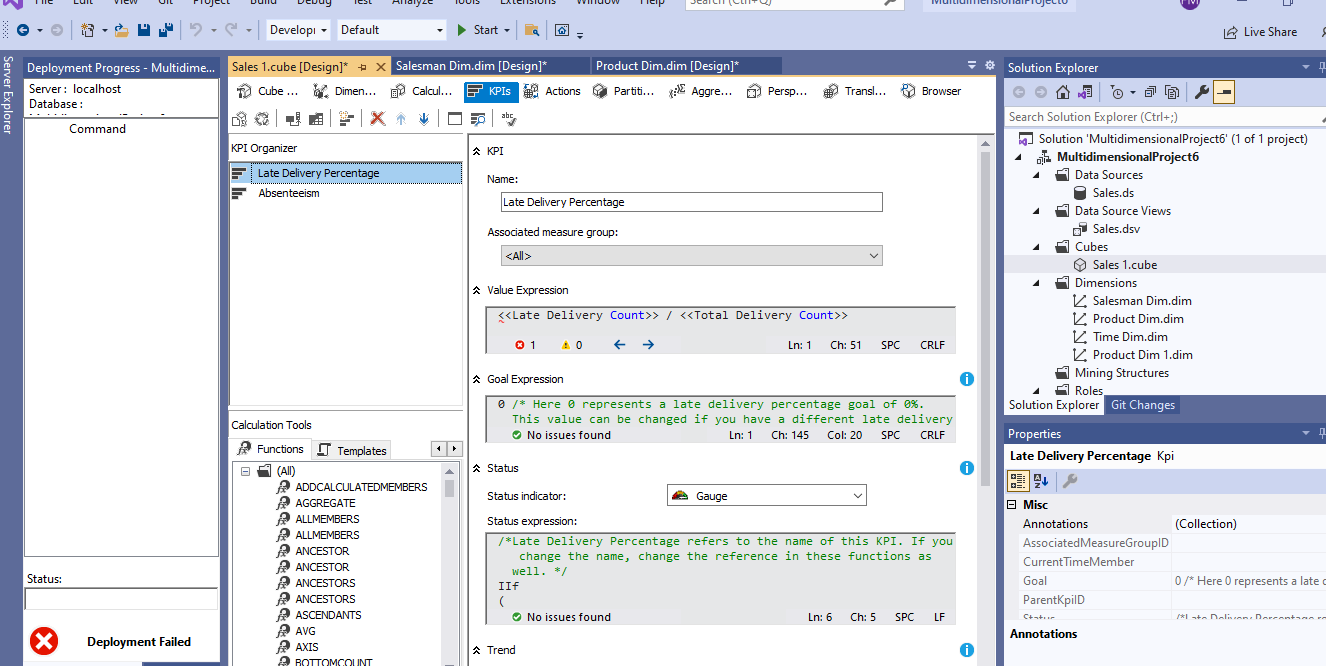 File Edit View Git Project Build Debug Test Analyze Tools Extensions Window Help Search (Ctrl+Q) MultidimensionalProject6
Developi Default Start Live Share
Server Explorer
Deployment Progress - Multidime...
Server : localhost
Database :
Command
Status:
Deployment Failed
Sales 1.cube [Design]* Salesman Dim.dim [Design]* Product Dim.dim [Design]*
Cube ... Dimen... Calcul... KPIs Actions Partiti... Aggre... Persp... Transl... Browser
KPI Organizer
Late Delivery Percentage
Absenteeism
Calculation Tools
Functions Templates
(All)
ADDCALCULATEDMEMBERS
AGGREGATE
ALLMEMBERS
ALLMEMBERS
ANCESTOR
ANCESTOR
ANCESTORS
ANCESTORS
ASCENDANTS
AVG
AXIS
BOTTOMCOUNT
KPI
Name:
Late Delivery Percentage
Associated measure group:
<All>
Value Expression
<<Late Delivery Count>> / <<Total Delivery Count>>
1 0 Ln: 1 Ch: 51 SPC CRLF
Goal Expression
0 /* Here 0 represents a late delivery percentage goal of 0%.
This value can be changed if you have a different late delivery
No issues found Ln: 1 Ch: 145 Col: 20 SPC CRLF
Status
Status indicator: Gauge
Status expression:
/*Late Delivery Percentage refers to the name of this KPI. If you
change the name, change the reference in these functions as
well. */
IIf
(
No issues found Ln: 6 Ch: 5 SPC LF
Trend
Solution Explorer
Search Solution Explorer (Ctrl+;)
Solution 'MultidimensionalProject6' (1 of 1 project)
MultidimensionalProject6
Data Sources
Sales.ds
Data Source Views
Sales.dsv
Cubes
Sales 1.cube
Dimensions
Salesman Dim.dim
Product Dim.dim
Time Dim.dim
Product Dim 1.dim
Mining Structures
Roles
Solution Explorer Git Changes
Properties
Late Delivery Percentage Kpi
Misc
Annotations (Collection)
AssociatedMeasureGroupID
CurrentTimeMember
Goal 0 /* Here 0 represents a late
ParentKpiID
Status /*Late Delivery Percentage
Annotations